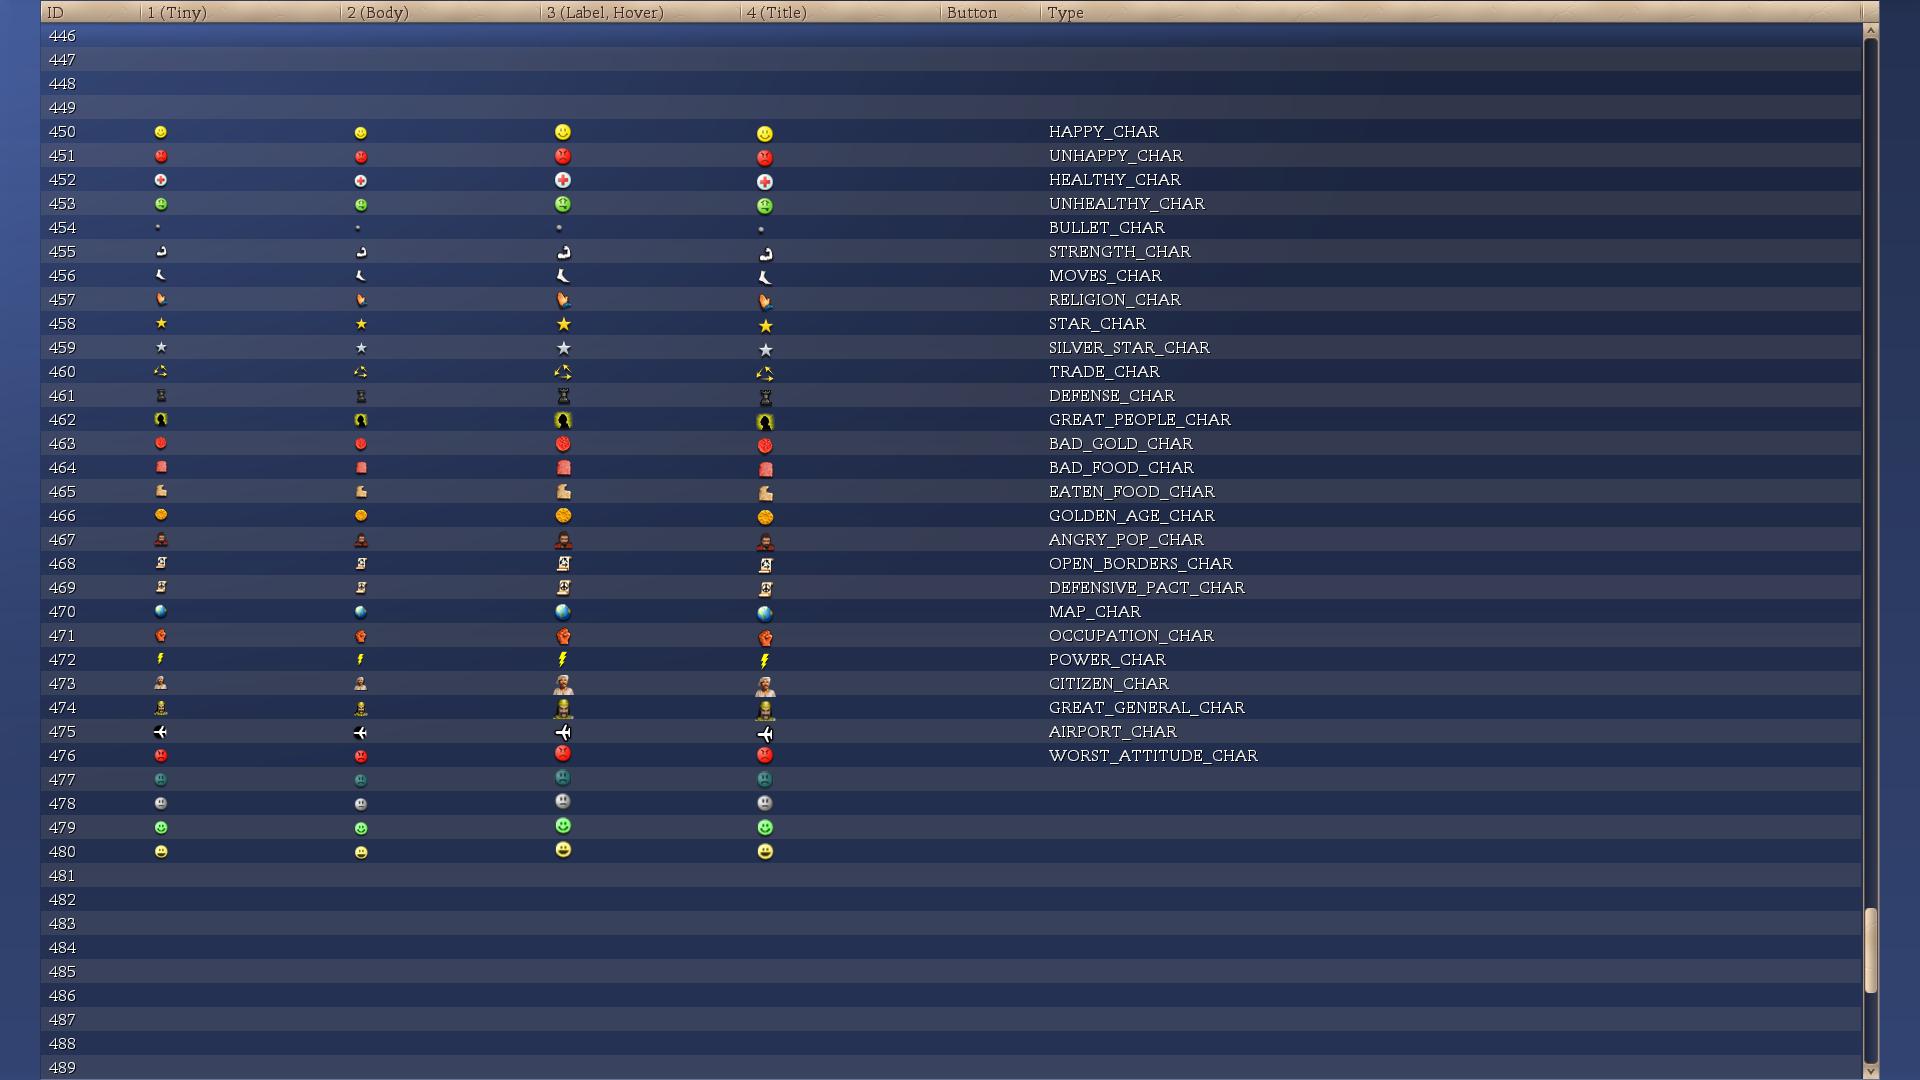 ID 1 (Tiny) 2 (Body) 3 (Label, Hover) 4 (Title) Button Type
446
447
448
449
450 HAPPY_CHAR
451 UNHAPPY_CHAR
452 HEALTHY_CHAR
453 UNHEALTHY_CHAR
454 BULLET_CHAR
455 STRENGTH_CHAR
456 MOVES_CHAR
457 RELIGION_CHAR
458 STAR_CHAR
459 SILVER_STAR_CHAR
460 TRADE_CHAR
461 DEFENSE_CHAR
462 GREAT_PEOPLE_CHAR
463 BAD_GOLD_CHAR
464 BAD_FOOD_CHAR
465 EATEN_FOOD_CHAR
466 GOLDEN_AGE_CHAR
467 ANGRY_POP_CHAR
468 OPEN_BORDERS_CHAR
469 DEFENSIVE_PACT_CHAR
470 MAP_CHAR
471 OCCUPATION_CHAR
472 POWER_CHAR
473 CITIZEN_CHAR
474 GREAT_GENERAL_CHAR
475 AIRPORT_CHAR
476 WORST_ATTITUDE_CHAR
477
478
479
480
481
482
483
484
485
486
487
488
489